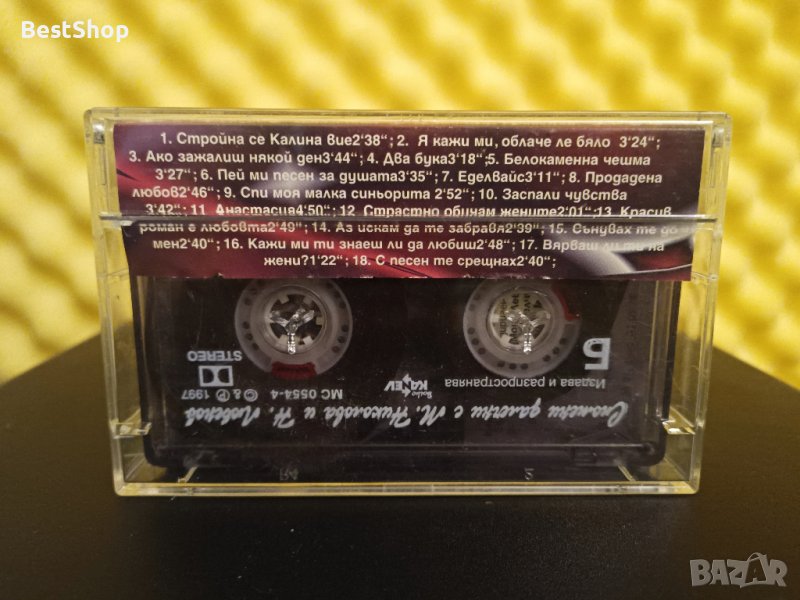 BestShop
1. Стройна се Калина вие2'38“; 2. Я кажи ми, облаче ле бяло 3'24“;
3. Ако зажалиш някой ден3'44“; 4. Два бука3'18“;5. Белокаменна чешма
3'27“; 6. Пей ми песен за душата3'35“; 7. Еделвайс3'11“; 8. Продадена
любов2'46“; 9. Спи моя малка синьорита 2'52“; 10. Заспали чувства
3'42“; 11. Анастасия4'50“; 12. Страстно обичам жените2'01“; 13. Красив
роман е любовта2'49“; 14. Аз искам да те забравя2'39“; 15. Сънувах те до
мен2'40“; 16. Кажи ми ти знаеш ли да любиш2'48“; 17. Вярваш ли ти на
жени?1'22“; 18. С песен те срещнах2'40“;
Б
Издава и разпространява
KANEV
STEREO
MC 0554-4
© & ℗ 1997
Спомени далечни с М. Николова и Н. Любенов
BAZAR